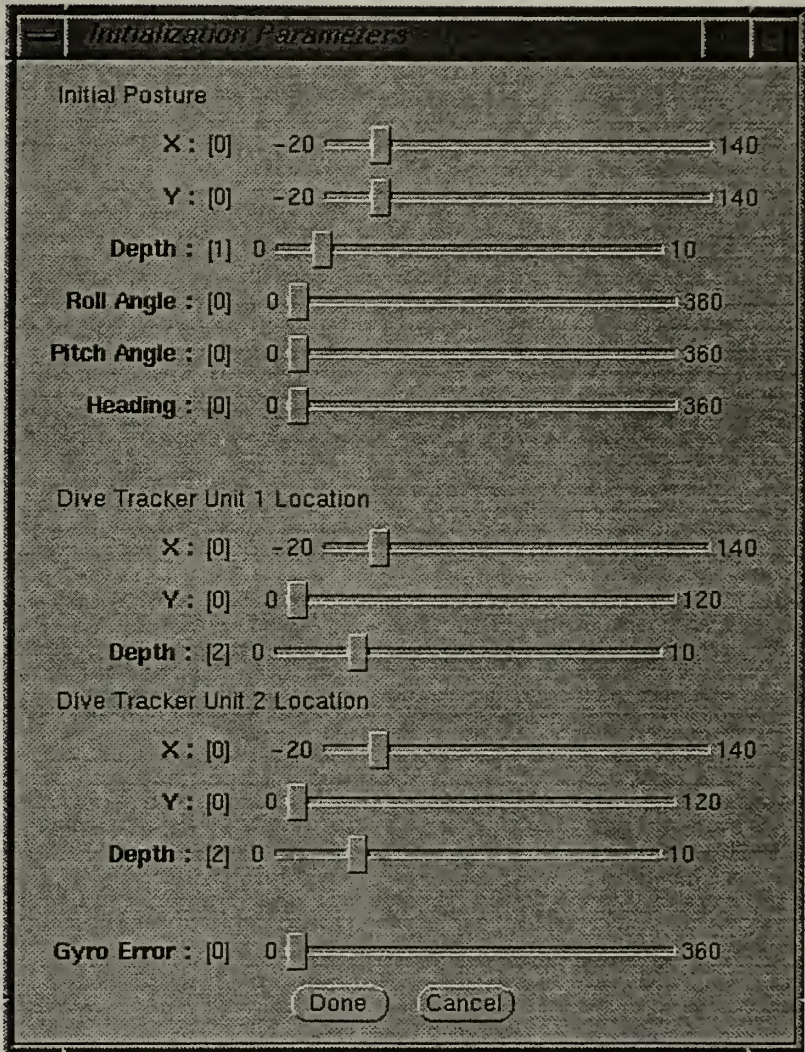 Initialization Parameters
Initial Posture
X : [0] -20 140
Y : [0] -20 140
Depth : [1] 0 10
Roll Angle : [0] 0 360
Pitch Angle : [0] 0 360
Heading : [0] 0 360
Dive Tracker Unit 1 Location
X : [0] -20 140
Y : [0] 0 120
Depth : [2] 0 10
Dive Tracker Unit 2 Location
X : [0] -20 140
Y : [0] 0 120
Depth : [2] 0 10
Gyro Error : [0] 0 360
Done Cancel